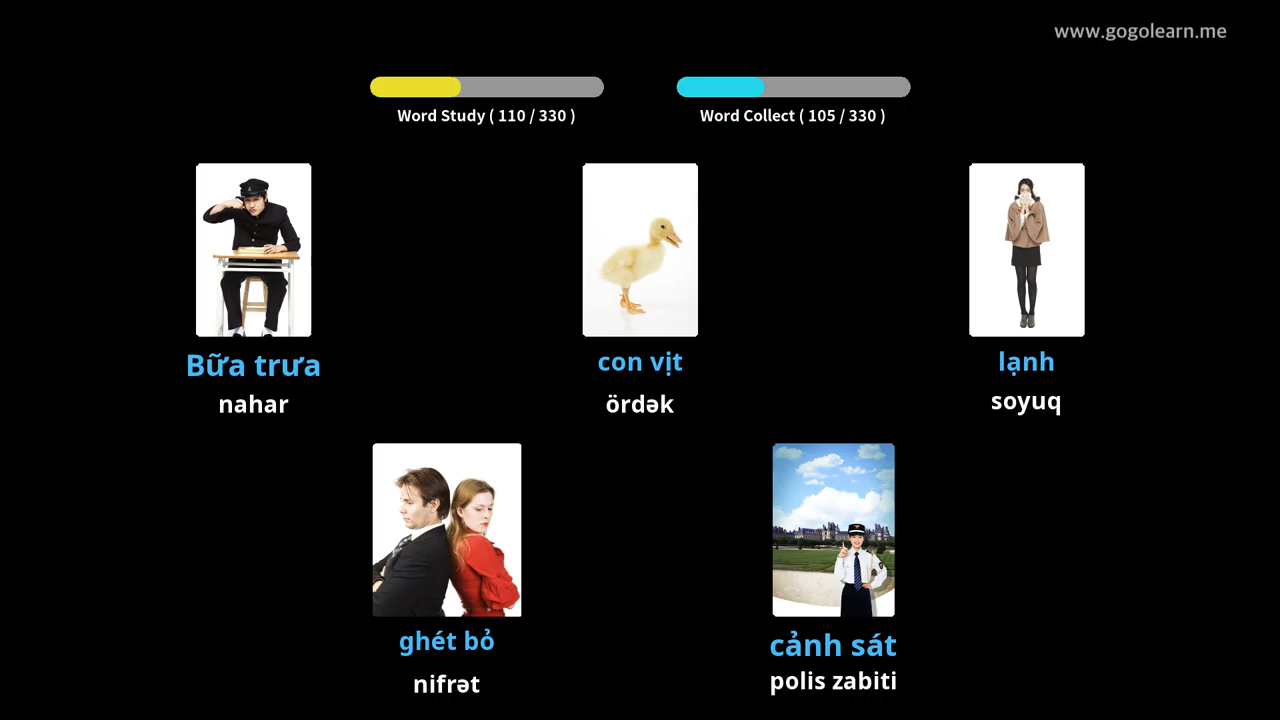 www.gogolearn.me
Word Study ( 110 / 330 )
Word Collect ( 105 / 330 )
Bữa trưa
nahar
con vịt
ördək
lạnh
soyuq
ghét bỏ
nifrət
cảnh sát
polis zabiti